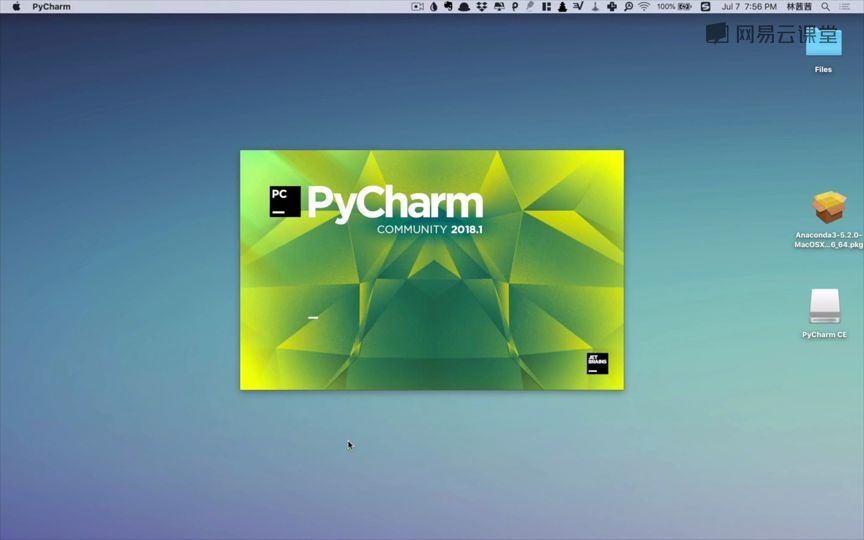 PyCharm
100%
Jul 7 7:56 PM 林茜茜
网易云课堂
Files
PC
PyCharm
COMMUNITY 2018.1
Anaconda3-5.2.0-
MacOSX...6_64.pkg
PyCharm CE
JET
BRAINS